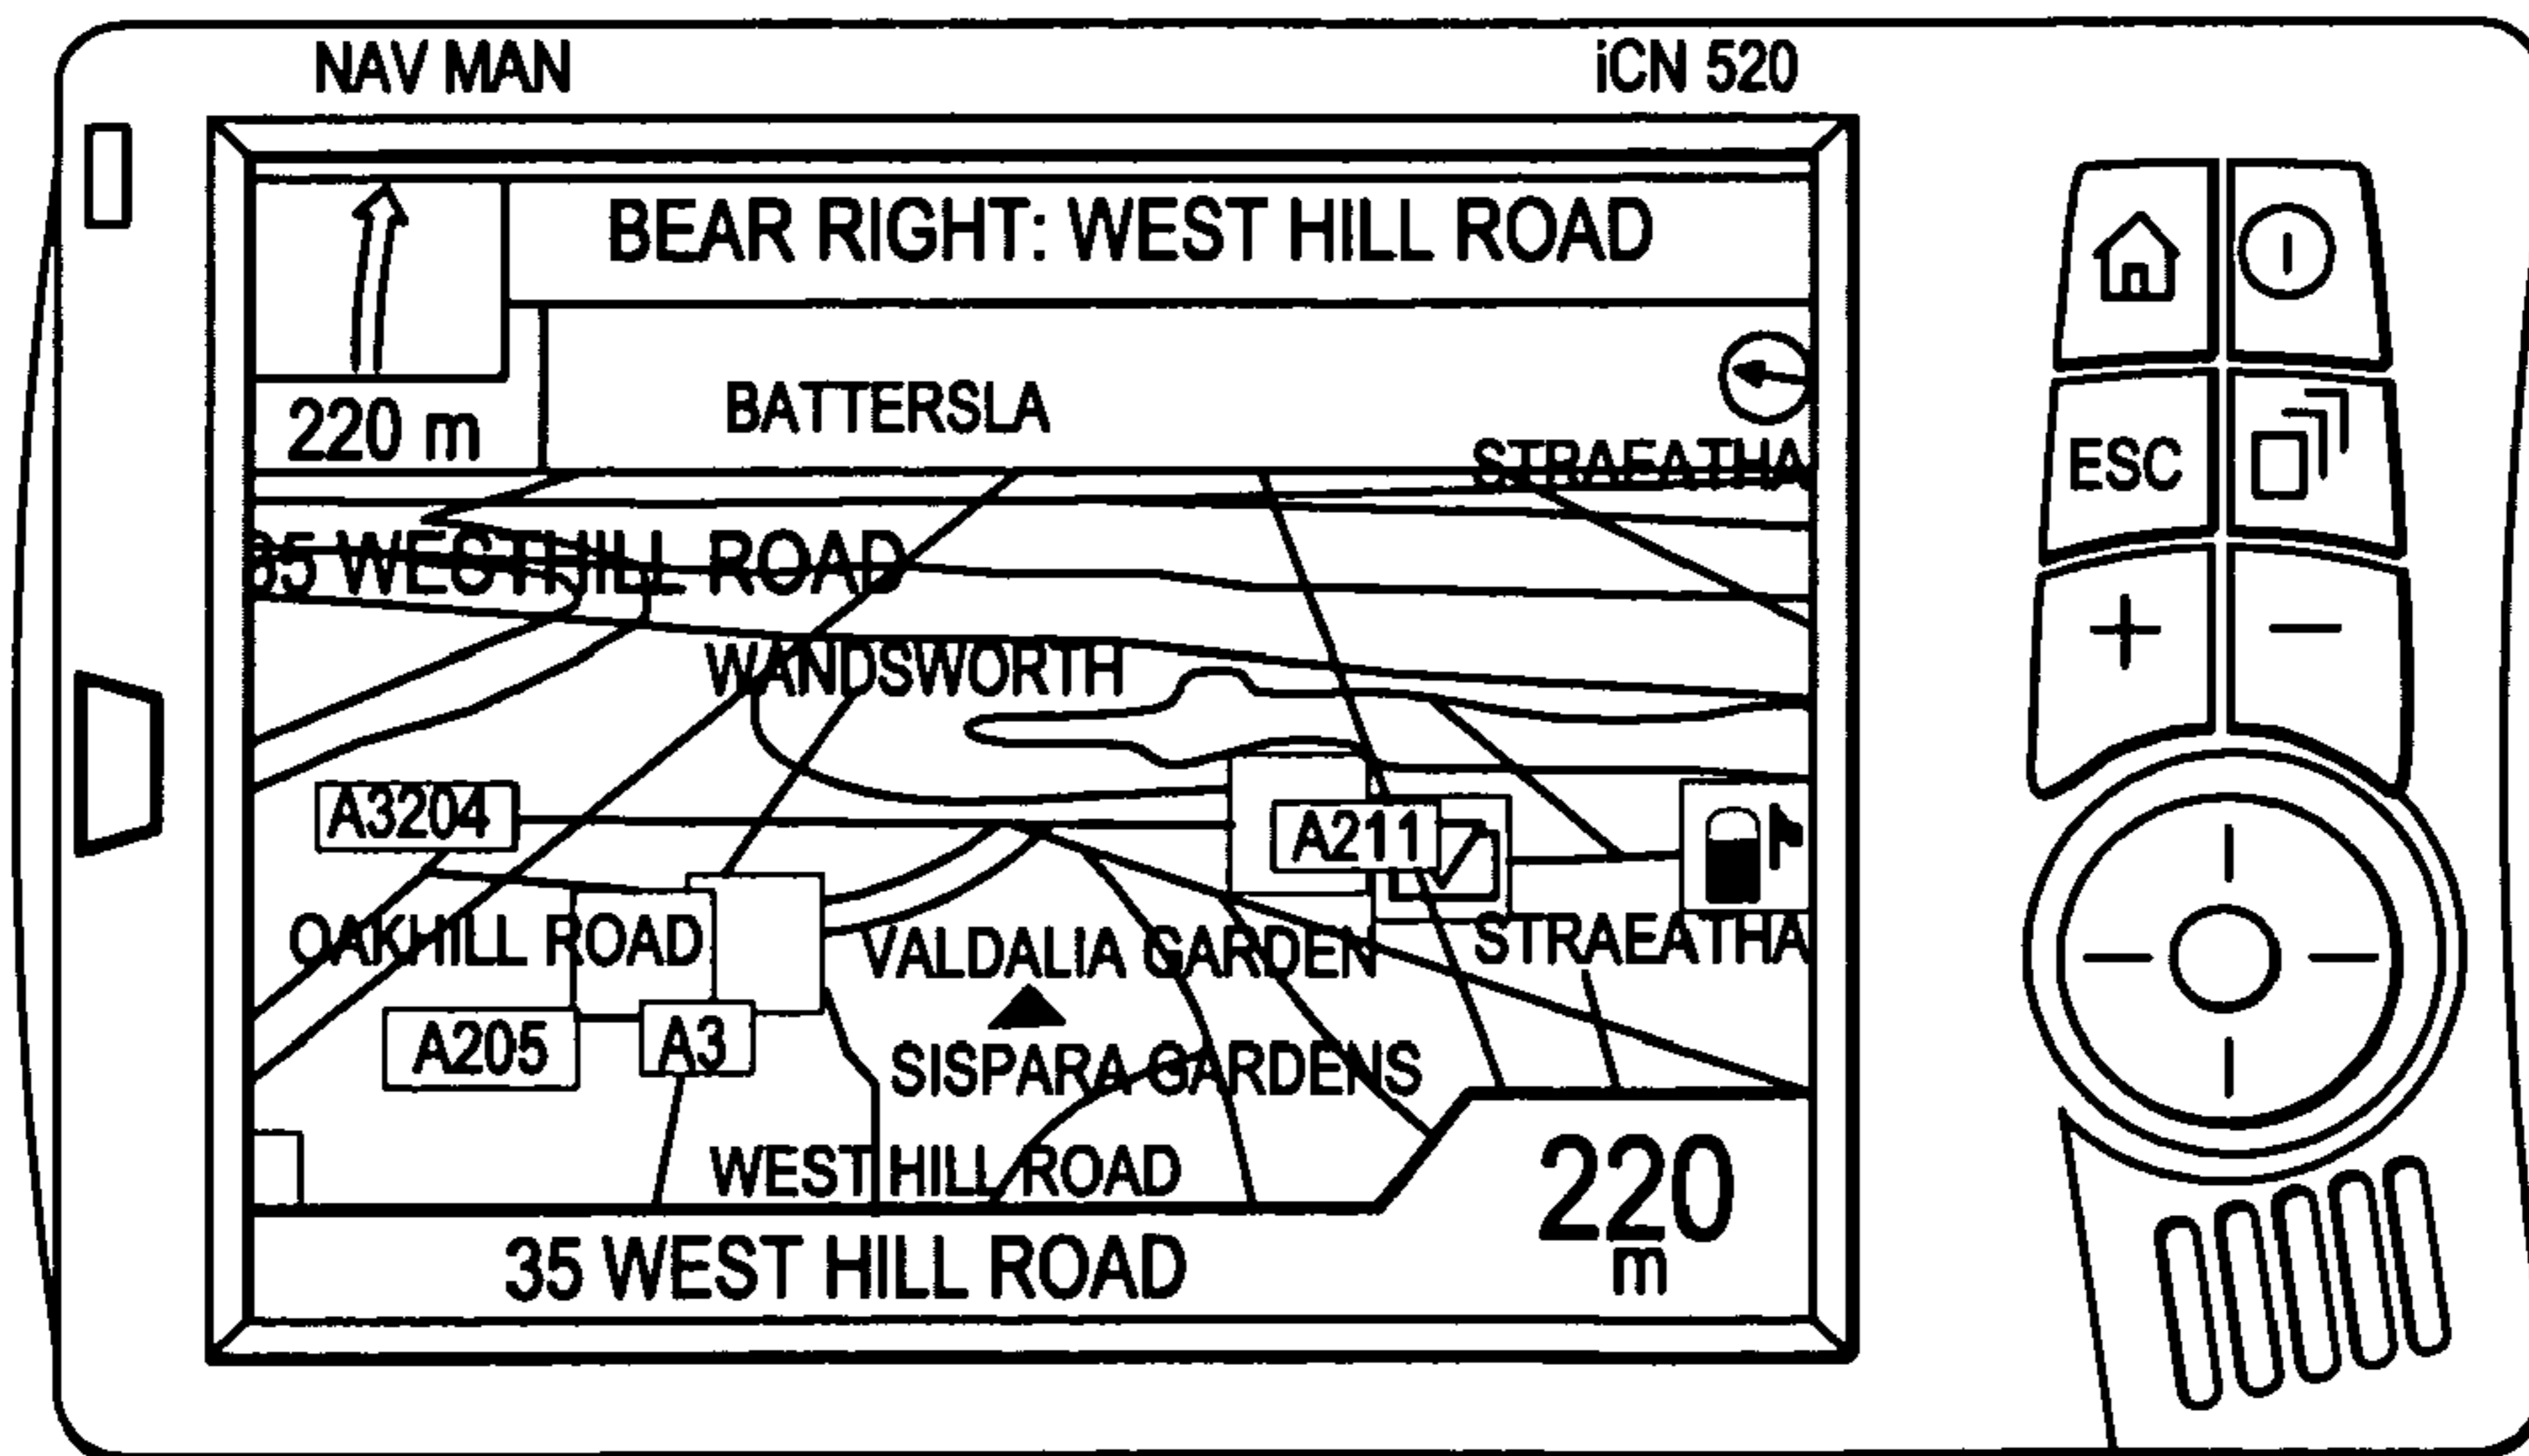 NAV MAN
iCN 520
BEAR RIGHT: WEST HILL ROAD
220 m
BATTERSLA
STRAEATHA
ESC
35 WESTHILL ROAD
WANDSWORTH
A3204
A211
OAKHILL ROAD
VALDALIA GARDEN
STRAEATHA
A205
A3
SISPARA GARDENS
WEST HILL ROAD
220
m
35 WEST HILL ROAD